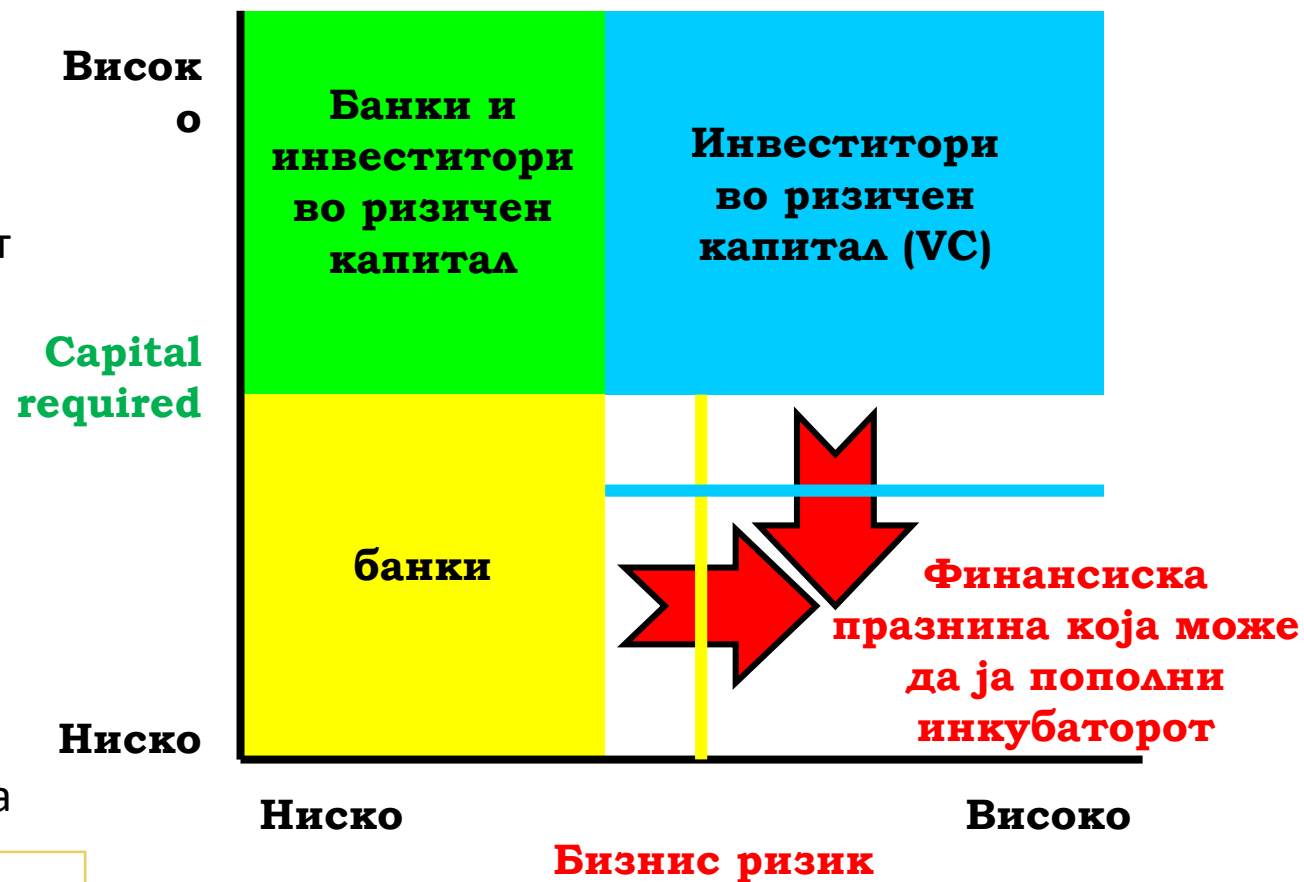 Висок
о
Банки и
инвеститори
во ризичен
капитал
Инвеститори
во ризичен
капитал (VC)
т
Capital
required
банки
Финансиска
празнина која може
да ја пополни
инкубаторот
Ниско
а
Ниско
Високо
Бизнис ризик